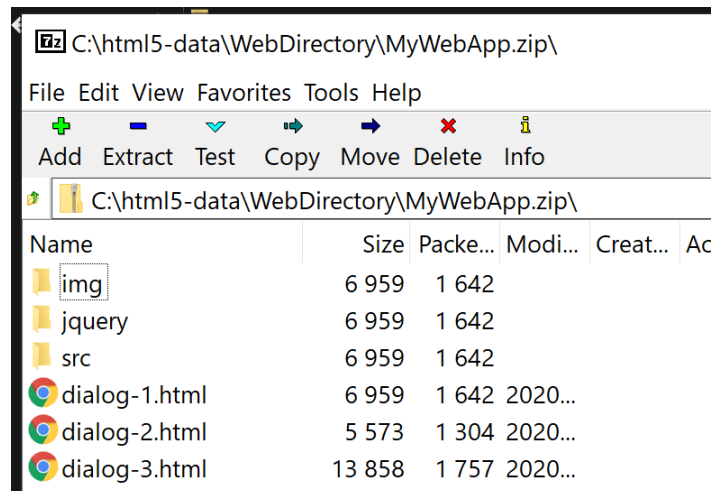 7z C:\html5-data\WebDirectory\MyWebApp.zip\
File Edit View Favorites Tools Help
Add Extract Test Copy Move Delete Info
C:\html5-data\WebDirectory\MyWebApp.zip\
Name Size Packe... Modi... Creat... Ac
img 6 959 1 642
jquery 6 959 1 642
src 6 959 1 642
dialog-1.html 6 959 1 642 2020...
dialog-2.html 5 573 1 304 2020...
dialog-3.html 13 858 1 757 2020...